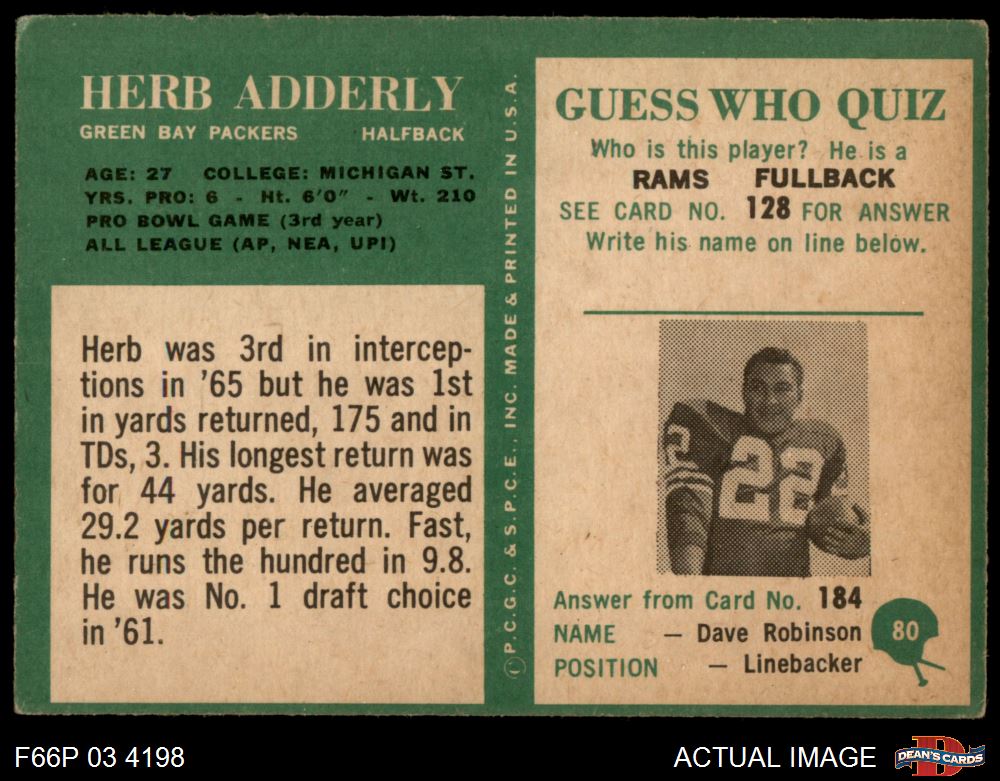 HERB ADDERLY
GREEN BAY PACKERS HALFBACK
AGE: 27 COLLEGE: MICHIGAN ST.
YRS. PRO: 6 - Ht. 6'0" - Wt. 210
PRO BOWL GAME (3rd year)
ALL LEAGUE (AP, NEA, UPI)
Herb was 3rd in intercep-
tions in '65 but he was 1st
in yards returned, 175 and in
TDs, 3. His longest return was
for 44 yards. He averaged
29.2 yards per return. Fast,
he runs the hundred in 9.8.
He was No. 1 draft choice
in '61.
© P.C.G.C. & S.P.C.E., INC. MADE & PRINTED IN U.S.A.
GUESS WHO QUIZ
Who is this player? He is a
RAMS FULLBACK
SEE CARD NO. 128 FOR ANSWER
Write his name on line below.
22
Answer from Card No. 184
NAME — Dave Robinson
POSITION — Linebacker
80
F66P 03 4198
ACTUAL IMAGE
D
DEAN'S CARDS